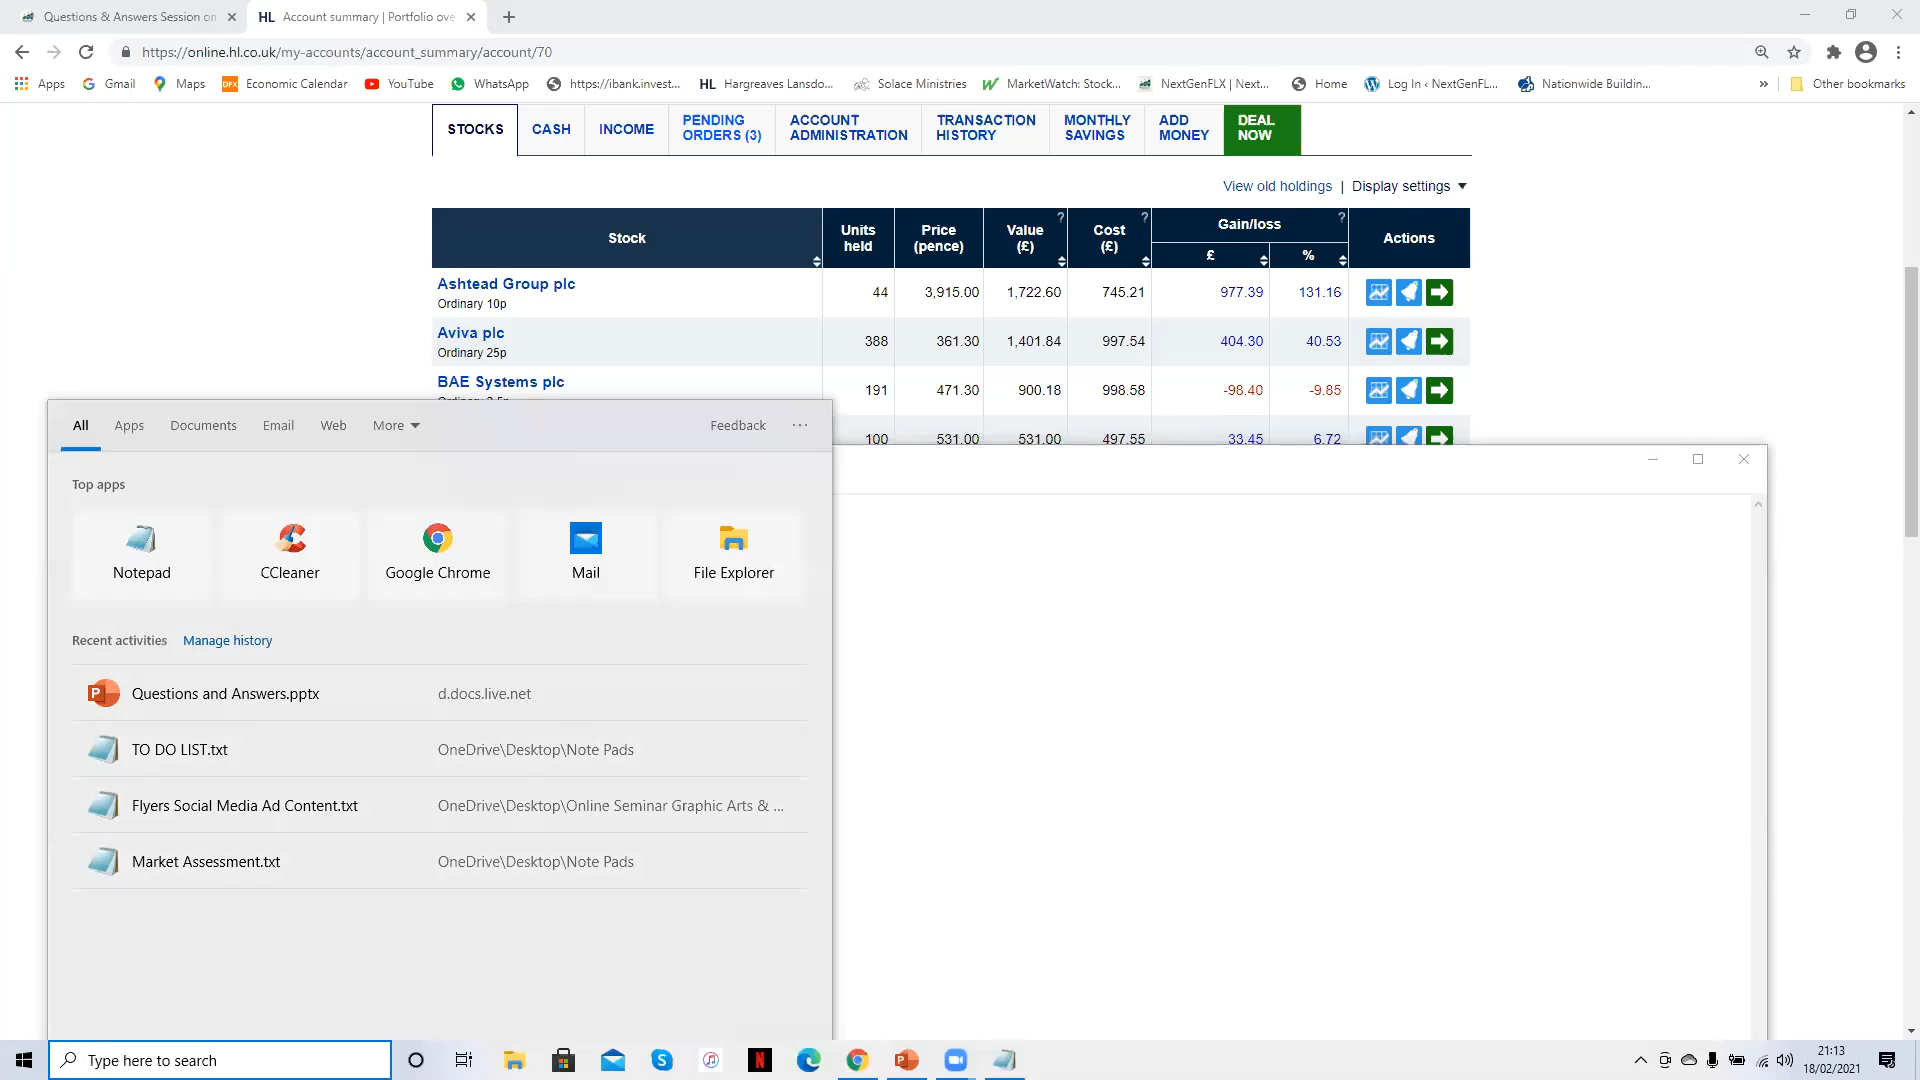 Questions & Answers Session on
HL Account summary | Portfolio ove
https://online.hl.co.uk/my-accounts/account_summary/account/70
Apps Gmail Maps DFX Economic Calendar YouTube WhatsApp https://ibank.invest... HL Hargreaves Lansdo... Solace Ministries MarketWatch: Stock... NextGenFLX | Next... Home Log In ‹ NextGenFL... Nationwide Buildin... » Other bookmarks
STOCKS CASH INCOME PENDING ORDERS (3) ACCOUNT ADMINISTRATION TRANSACTION HISTORY MONTHLY SAVINGS ADD MONEY DEAL NOW
View old holdings | Display settings
Stock Units held Price (pence) Value (£) ? Cost (£) ? Gain/loss ? Actions
£ %
Ashtead Group plc 44 3,915.00 1,722.60 745.21 977.39 131.16
Ordinary 10p
Aviva plc 388 361.30 1,401.84 997.54 404.30 40.53
Ordinary 25p
BAE Systems plc 191 471.30 900.18 998.58 -98.40 -9.85
100 531.00 531.00 497.55 33.45 6.72
All Apps Documents Email Web More Feedback ...
Top apps
Notepad CCleaner Google Chrome Mail File Explorer
Recent activities Manage history
Questions and Answers.pptx d.docs.live.net
TO DO LIST.txt OneDrive\Desktop\Note Pads
Flyers Social Media Ad Content.txt OneDrive\Desktop\Online Seminar Graphic Arts & ...
Market Assessment.txt OneDrive\Desktop\Note Pads
Type here to search
21:13
18/02/2021